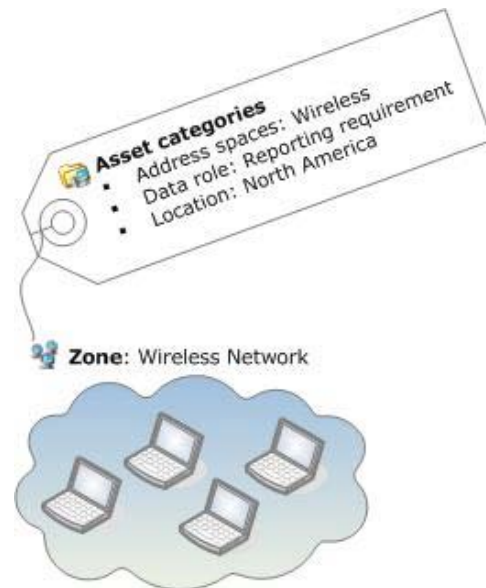 Asset categories
▪ Address spaces: Wireless
▪ Data role: Reporting requirement
▪ Location: North America
Zone: Wireless Network